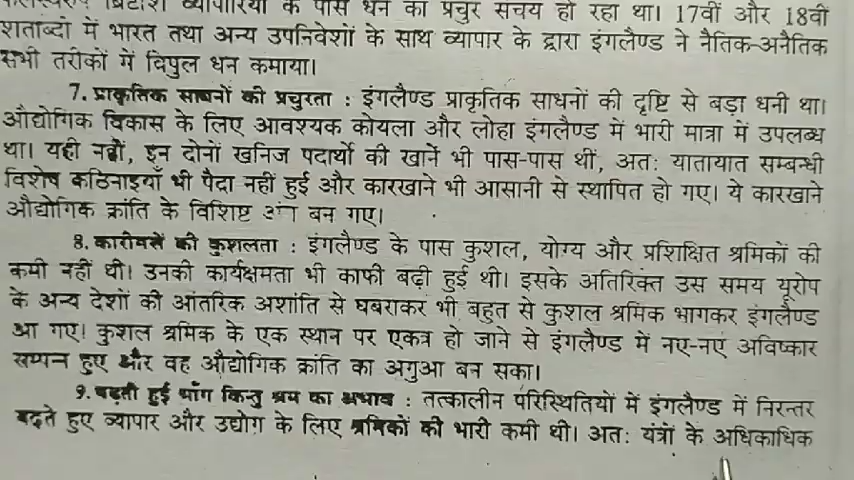 ब्रिटिश व्यापारियों के पास धन का प्रचुर संचय हो रहा था। 17वीं और 18वीं
शताब्दी में भारत तथा अन्य उपनिवेशों के साथ व्यापार के द्वारा इंगलैण्ड ने नैतिक-अनैतिक
सभी तरीकों में विपुल धन कमाया।
7. प्राकृतिक साधनों की प्रचुरता : इंगलैण्ड प्राकृतिक साधनों की दृष्टि से बड़ा धनी था।
औद्योगिक विकास के लिए आवश्यक कोयला और लोहा इंगलैण्ड में भारी मात्रा में उपलब्ध
था। यही नहीं, इन दोनों खनिज पदार्थो की खानें भी पास-पास थीं, अतः यातायात सम्बन्धी
विशेष कठिनाइयाँ भी पैदा नहीं हुई और कारखाने भी आसानी से स्थापित हो गए। ये कारखाने
औद्योगिक क्रांति के विशिष्ट अंग बन गए।
8. कारीगरों की कुशलता : इंगलैण्ड के पास कुशल, योग्य और प्रशिक्षित श्रमिकों की
कमी नहीं थी। उनकी कार्यक्षमता भी काफी बढ़ी हुई थी। इसके अतिरिक्त उस समय यूरोप
के अन्य देशों की आंतरिक अशांति से घबराकर भी बहुत से कुशल श्रमिक भागकर इंगलैण्ड
आ गए। कुशल श्रमिक के एक स्थान पर एकत्र हो जाने से इंगलैण्ड में नए-नए अविष्कार
सम्पन्न हुए और वह औद्योगिक क्रांति का अगुआ बन सका।
9. बढ़ती हुई माँग किन्तु श्रम का अभाव : तत्कालीन परिस्थितियों में इंगलैण्ड में निरन्तर
बढ़ते हुए व्यापार और उद्योग के लिए श्रमिकों की भारी कमी थी। अतः यंत्रों के अधिकाधिक